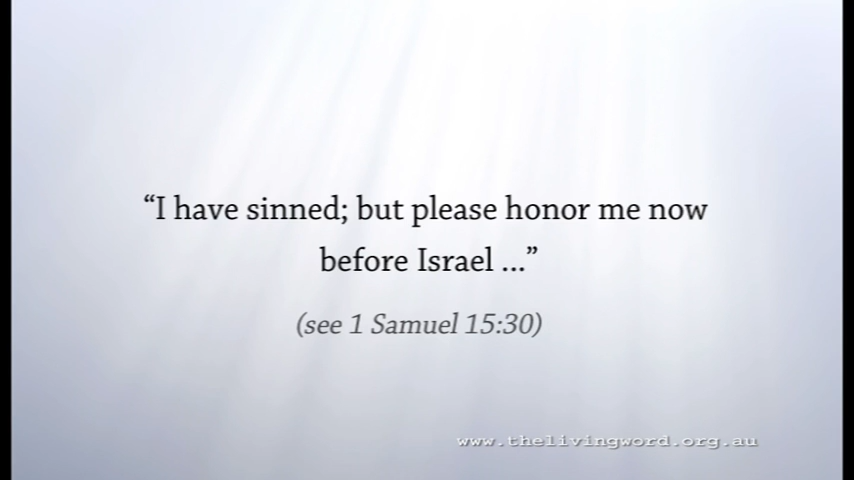 “I have sinned; but please honor me now
before Israel ...”
(see 1 Samuel 15:30)
www.thelivingword.org.au